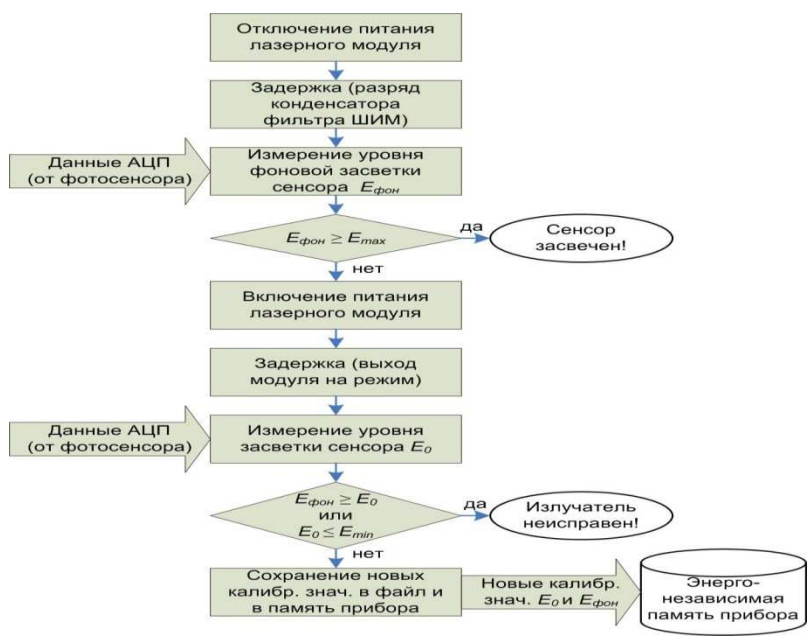 Отключение питания
лазерного модуля
Задержка (разряд
конденсатора
фильтра ШИМ)
Данные АЦП
(от фотосенсора)
Измерение уровня
фоновой засветки
сенсора Eфон
Eфон ≥ Emax
да
Сенсор
засвечен!
нет
Включение питания
лазерного модуля
Задержка (выход
модуля на режим)
Данные АЦП
(от фотосенсора)
Измерение уровня
засветки сенсора E0
Eфон ≥ E0
или
E0 ≤ Emin
да
Излучатель
неисправен!
нет
Сохранение новых
калибр. знач. в файл и
в память прибора
Новые калибр.
знач. E0 и Eфон
Энерго-
независимая
память прибора